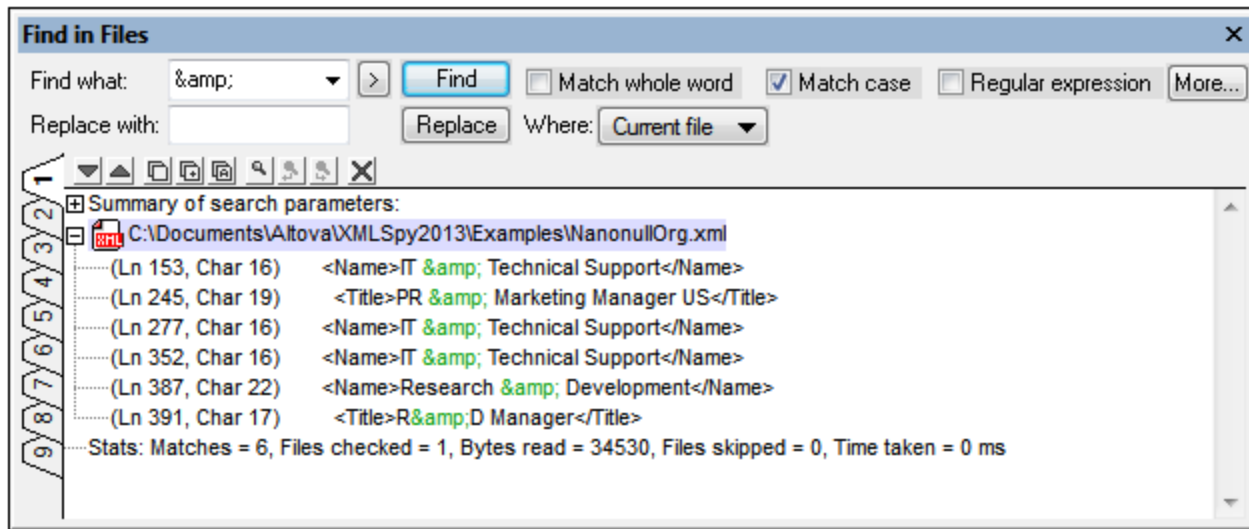 Find in Files
Find what: &amp; > Find Match whole word Match case Regular expression More...
Replace with: Replace Where: Current file
1
2
3
4
5
6
7
8
9
Summary of search parameters:
XML C:\Documents\Altova\XMLSpy2013\Examples\NanonullOrg.xml
(Ln 153, Char 16) <Name>IT &amp; Technical Support</Name>
(Ln 245, Char 19) <Title>PR &amp; Marketing Manager US</Title>
(Ln 277, Char 16) <Name>IT &amp; Technical Support</Name>
(Ln 352, Char 16) <Name>IT &amp; Technical Support</Name>
(Ln 387, Char 22) <Name>Research &amp; Development</Name>
(Ln 391, Char 17) <Title>R&amp;D Manager</Title>
Stats: Matches = 6, Files checked = 1, Bytes read = 34530, Files skipped = 0, Time taken = 0 ms